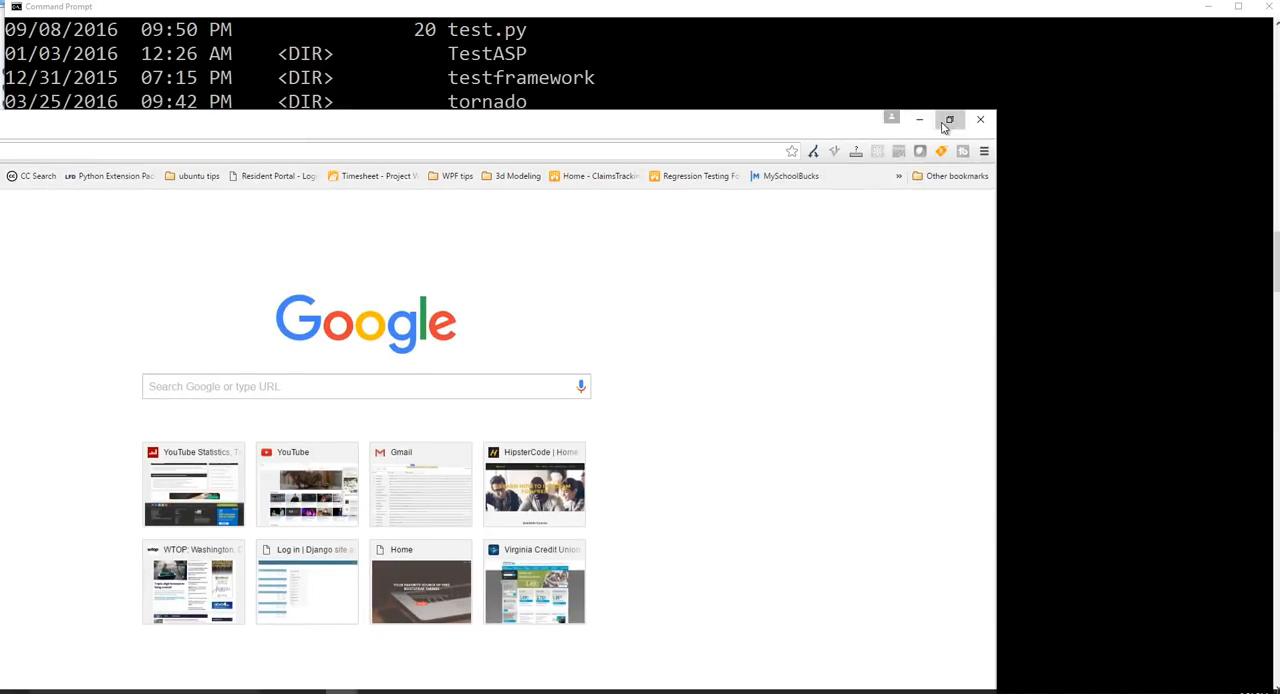 Command Prompt
09/08/2016 09:50 PM 20 test.py
01/03/2016 12:26 AM <DIR> TestASP
12/31/2015 07:15 PM <DIR> testframework
03/25/2016 09:42 PM <DIR> tornado
CC Search LFD Python Extension Pac ubuntu tips Resident Portal - Log Timesheet - Project W WPF tips 3d Modeling Home - ClaimsTrackin Regression Testing Fo MySchoolBucks » Other bookmarks
Google
Search Google or type URL
YouTube Statistics, T YouTube Gmail HipsterCode | Home
WTOP: Washington, D Log in | Django site a Home Virginia Credit Union